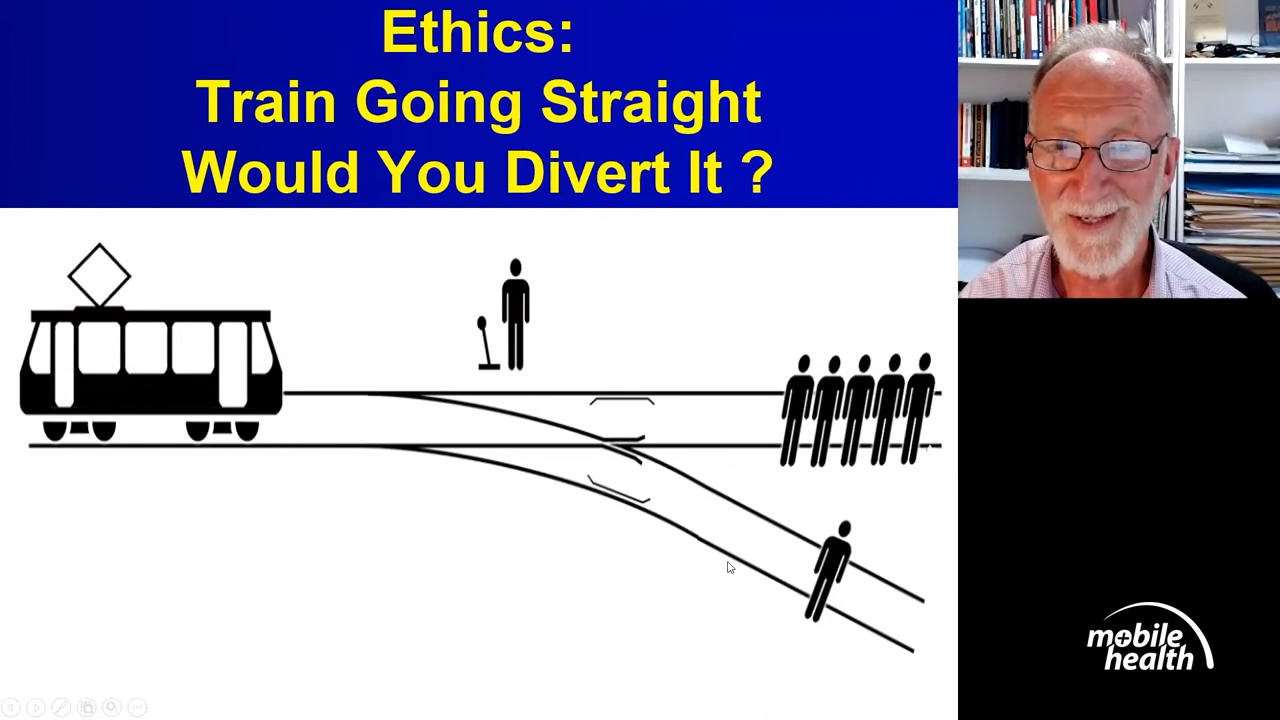 Ethics:
Train Going Straight
Would You Divert It ?
mobile
health